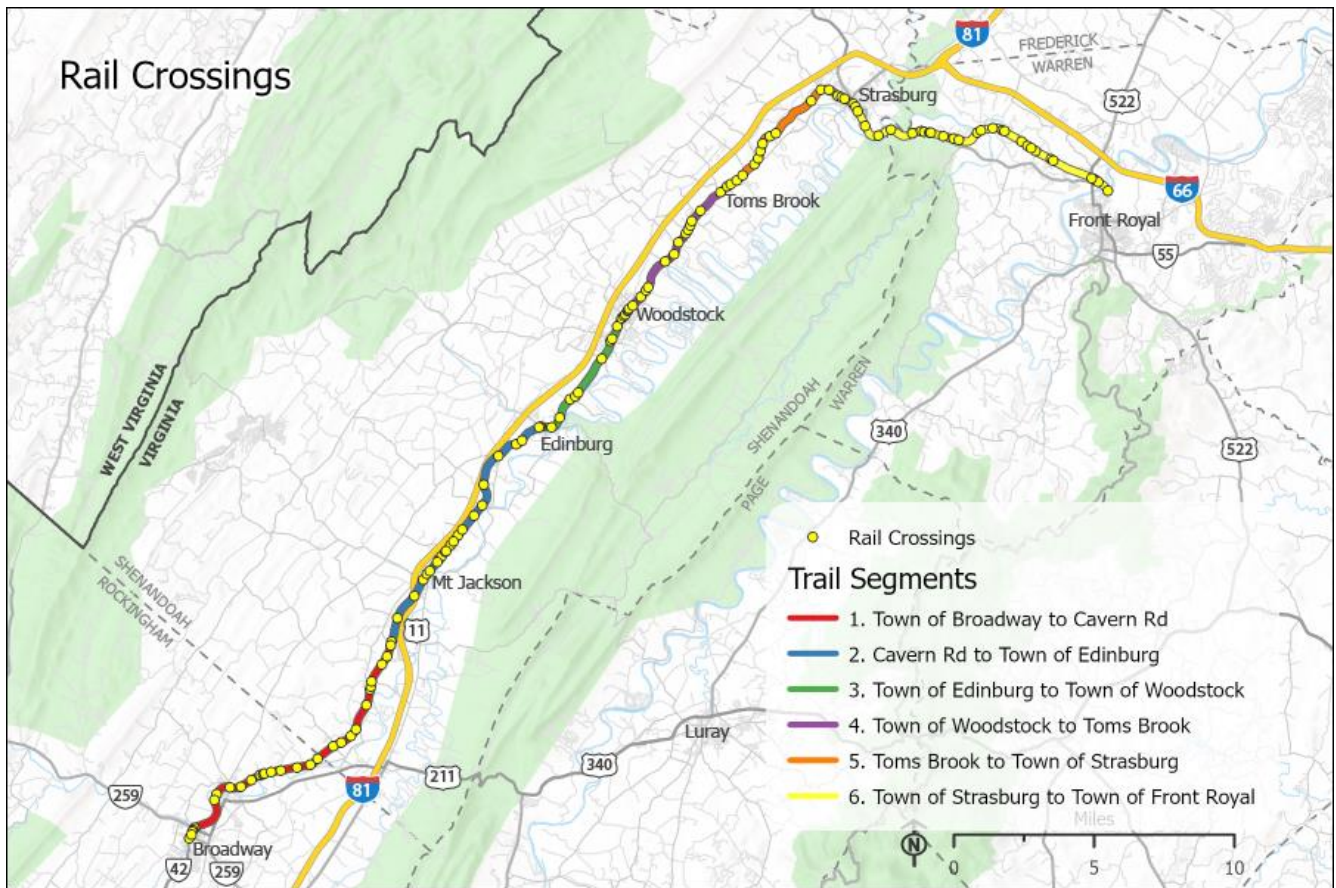 Rail Crossings
81
FREDERICK
WARREN
522
Strasburg
66
Toms Brook
Front Royal
55
Woodstock
WEST VIRGINIA
VIRGINIA
SHENANDOAH
WARREN
340
Edinburg
522
PAGE
SHENANDOAH
ROCKINGHAM
Mt Jackson
11
Luray
340
211
81
259
Broadway
42
259
Rail Crossings
Trail Segments
1. Town of Broadway to Cavern Rd
2. Cavern Rd to Town of Edinburg
3. Town of Edinburg to Town of Woodstock
4. Town of Woodstock to Toms Brook
5. Toms Brook to Town of Strasburg
6. Town of Strasburg to Town of Front Royal
Miles
N
0 5 10